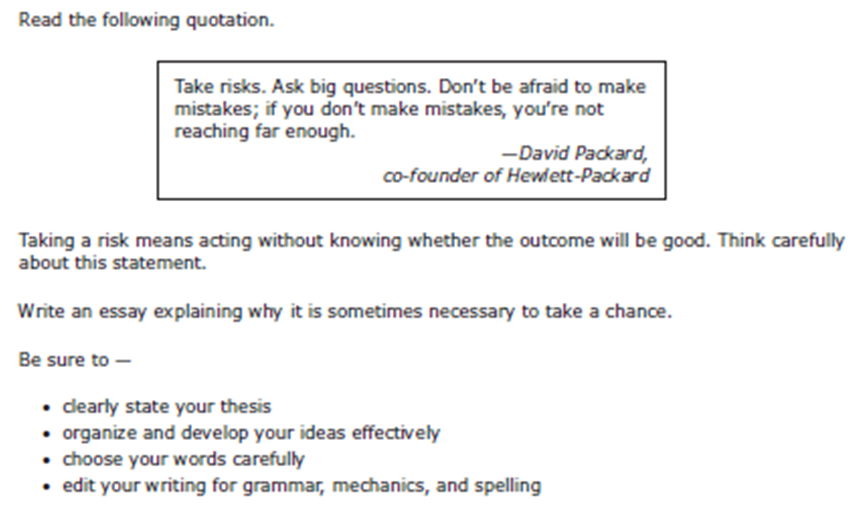 Read the following quotation.
Take risks. Ask big questions. Don't be afraid to make
mistakes; if you don't make mistakes, you're not
reaching far enough.
—David Packard,
co-founder of Hewlett-Packard
Taking a risk means acting without knowing whether the outcome will be good. Think carefully
about this statement.
Write an essay explaining why it is sometimes necessary to take a chance.
Be sure to —
• clearly state your thesis
• organize and develop your ideas effectively
• choose your words carefully
• edit your writing for grammar, mechanics, and spelling